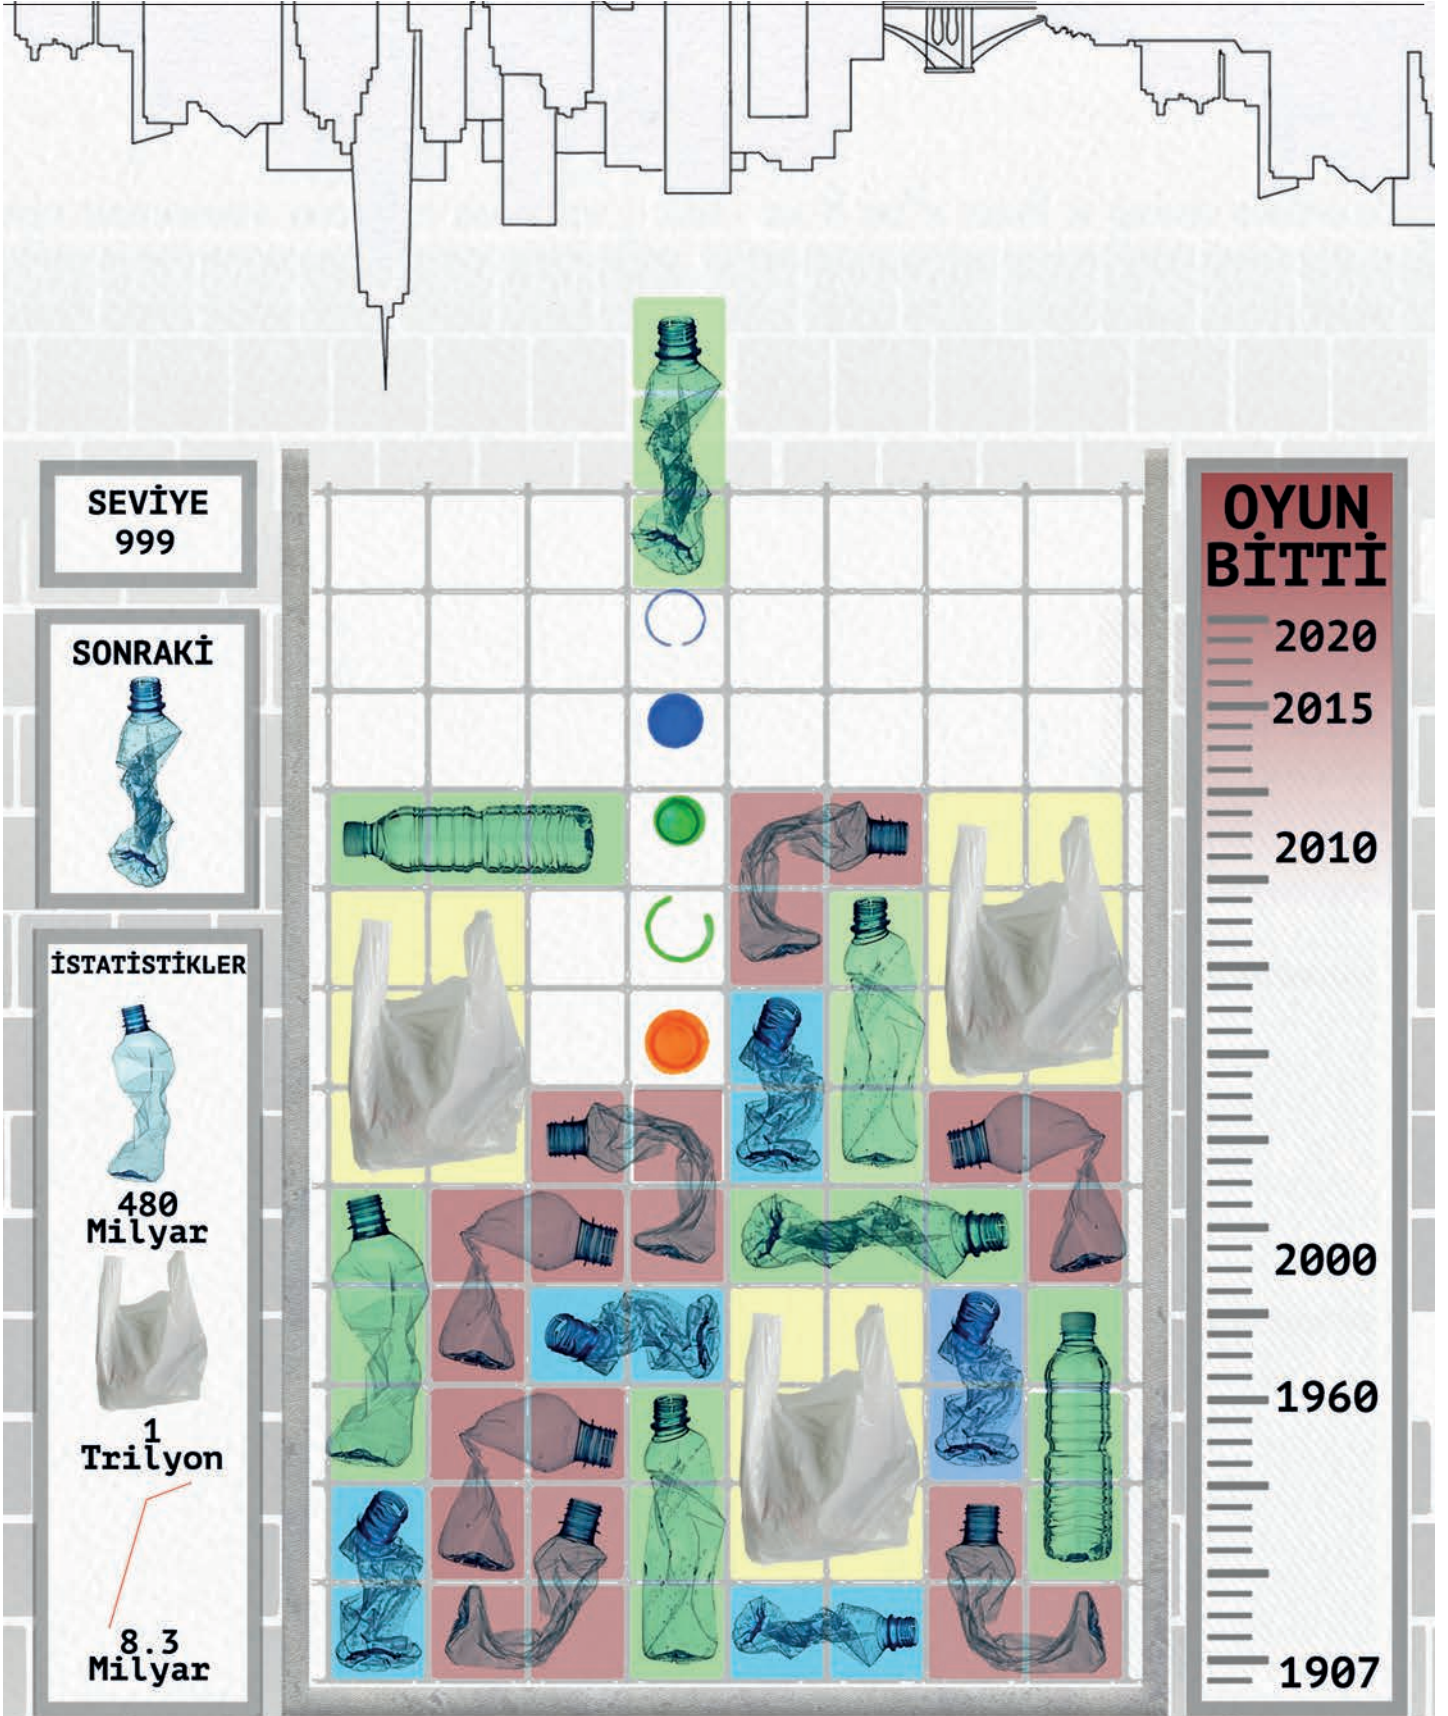 SEVİYE
999
SONRAKİ
İSTATİSTİKLER
480
Milyar
1
Trilyon
8.3
Milyar
OYUN
BİTTİ
2020
2015
2010
2000
1960
1907